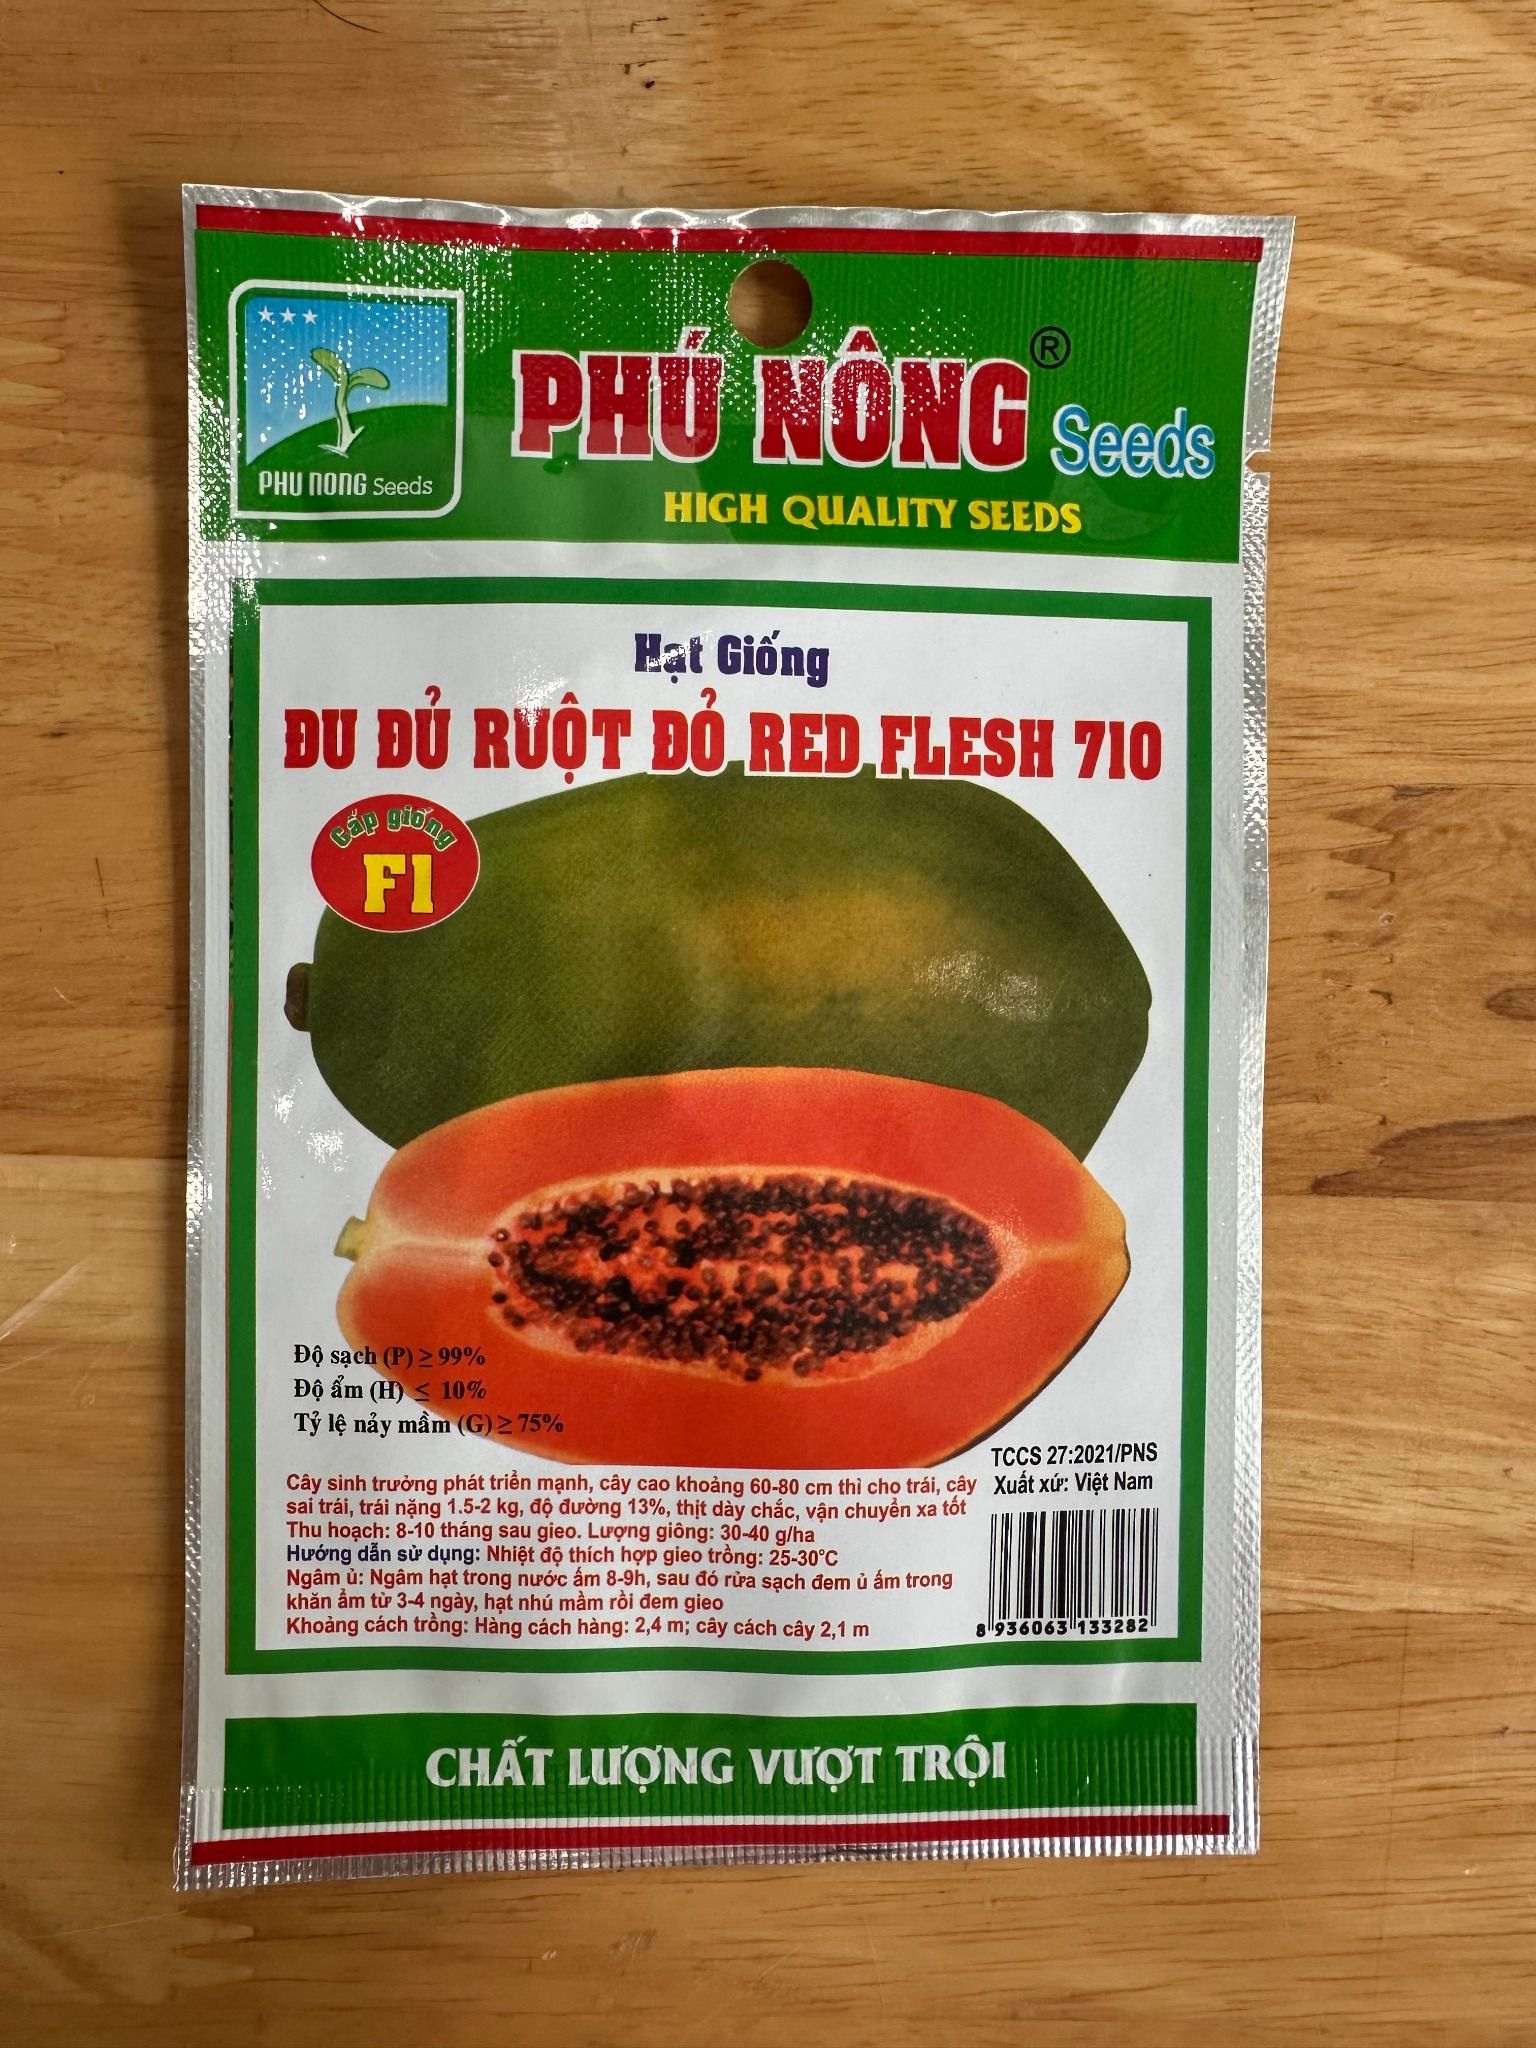 ★★★
PHU NONG Seeds
PHÚ NÔNG® Seeds
HIGH QUALITY SEEDS
Hạt Giống
ĐU ĐỦ RUỘT ĐỎ RED FLESH 710
Cấp giống
F1
Độ sạch (P) ≥ 99%
Độ ẩm (H) ≤ 10%
Tỷ lệ nảy mầm (G) ≥ 75%
TCCS 27:2021/PNS
Xuất xứ: Việt Nam
Cây sinh trưởng phát triển mạnh, cây cao khoảng 60-80 cm thì cho trái, cây
sai trái, trái nặng 1.5-2 kg, độ đường 13%, thịt dày chắc, vận chuyển xa tốt
Thu hoạch: 8-10 tháng sau gieo. Lượng giông: 30-40 g/ha
Hướng dẫn sử dụng: Nhiệt độ thích hợp gieo trồng: 25-30°C
Ngâm ủ: Ngâm hạt trong nước ấm 8-9h, sau đó rửa sạch đem ủ ấm trong
khăn ẩm từ 3-4 ngày, hạt nhú mầm rồi đem gieo
Khoảng cách trồng: Hàng cách hàng: 2,4 m; cây cách cây 2,1 m
8 936063 133282
CHẤT LƯỢNG VƯỢT TRỘI